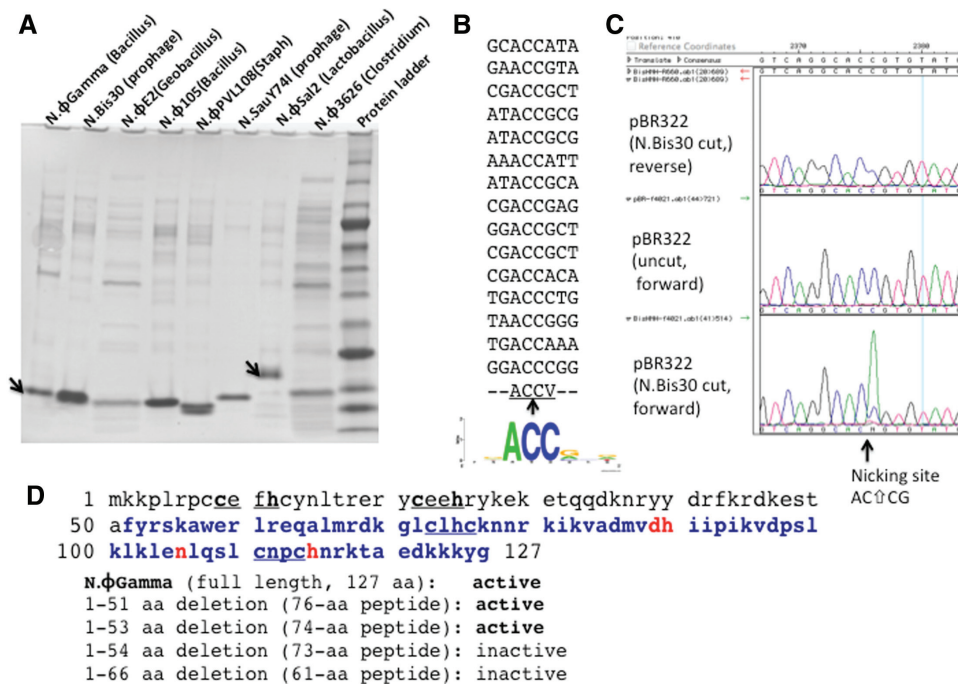 A
N.ϕGamma (Bacillus)
N.Bis30 (prophage)
N.ϕE2(Geobacillus)
N.ϕ105(Bacillus)
N.ϕPVL108(Staph)
N.SauY74I (prophage)
N.ϕSal2 (Lactobacillus)
N.ϕ3626 (Clostridium)
Protein ladder
B
GCACCATA
GAACCGTA
CGACCGCT
ATACCGCG
ATACCGCG
AAACCATT
ATACCGCA
CGACCGAG
GGACCGCT
CGACCGCT
CGACCACA
TGACCCTG
TAACCGGG
TGACCAAA
GGACCCGG
--ACCV--
ACC
C
Reference Coordinates
2370
2380
Translate
Consensus
G T C A G G C A C C G T G T A T G
pBR322
(N.Bis30 cut,)
reverse)
pBR322
(uncut,
forward)
pBR322
(N.Bis30 cut,
forward)
G T C A G G C A C A G T G T A T G
Nicking site
AC⇧CG
D
1 mkkplrpcce fhcynltrer yceehrykek etqqdknryy drfkrdkest
50 afyrskawer lreqalmrdk glclhcknnr kikvadmvdh iipikvdpsl
100 klklenlqsl cnpchnrkta edkkkyg 127
N.ϕGamma (full length, 127 aa): active
1-51 aa deletion (76-aa peptide): active
1-53 aa deletion (74-aa peptide): active
1-54 aa deletion (73-aa peptide): inactive
1-66 aa deletion (61-aa peptide): inactive